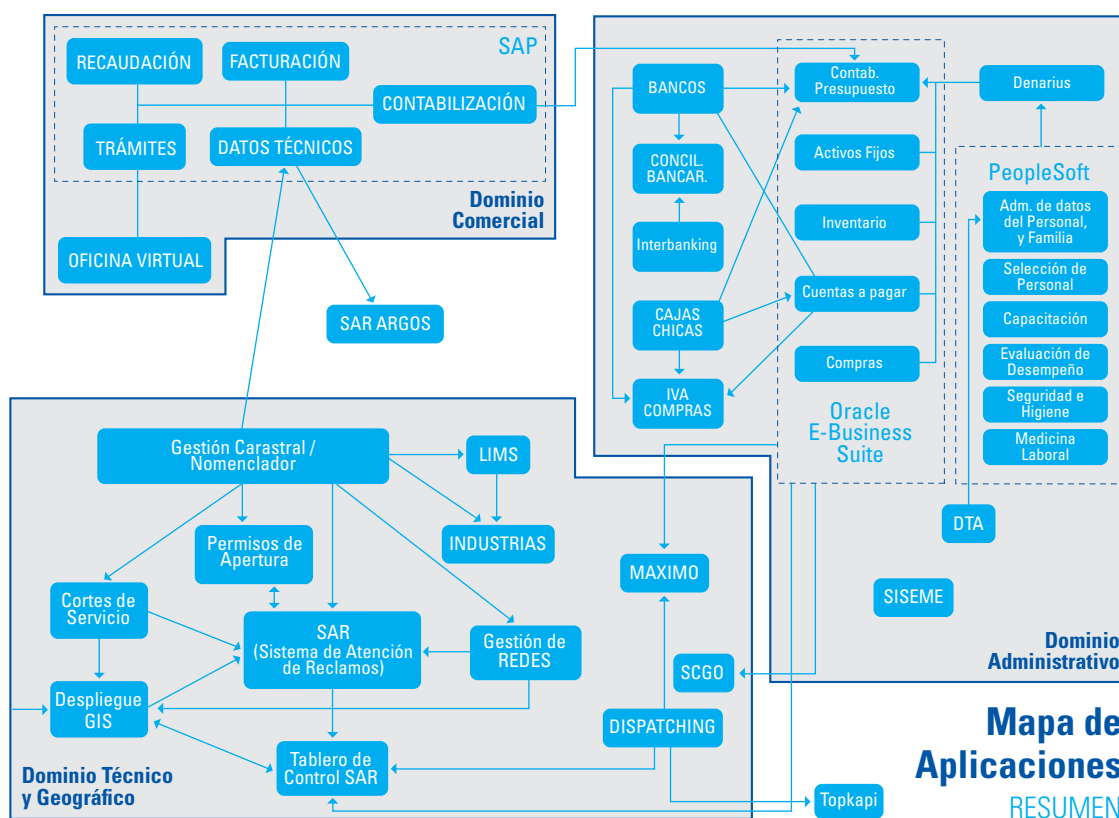 SAP
RECAUDACIÓN
FACTURACIÓN
CONTABILIZACIÓN
TRÁMITES
DATOS TÉCNICOS
Dominio
Comercial
OFICINA VIRTUAL
SAR ARGOS
BANCOS
Contab.
Presupuesto
Denarius
CONCIL.
BANCAR.
Activos Fijos
PeopleSoft
Adm. de datos
del Personal,
y Familia
Interbanking
Inventario
Selección de
Personal
CAJAS
CHICAS
Cuentas a pagar
Capacitación
Evaluación de
Desempeño
IVA
COMPRAS
Compras
Seguridad e
Higiene
Oracle
E-Business
Suite
Medicina
Laboral
DTA
SISEME
Dominio
Administrativo
Gestión Carastral /
Nomenclador
LIMS
Permisos de
Apertura
INDUSTRIAS
MAXIMO
Cortes de
Servicio
SAR
(Sistema de Atención
de Reclamos)
Gestión de
REDES
SCGO
Despliegue
GIS
DISPATCHING
Tablero de
Control SAR
Dominio Técnico
y Geográfico
Topkapi
Mapa de
Aplicaciones
RESUMEN